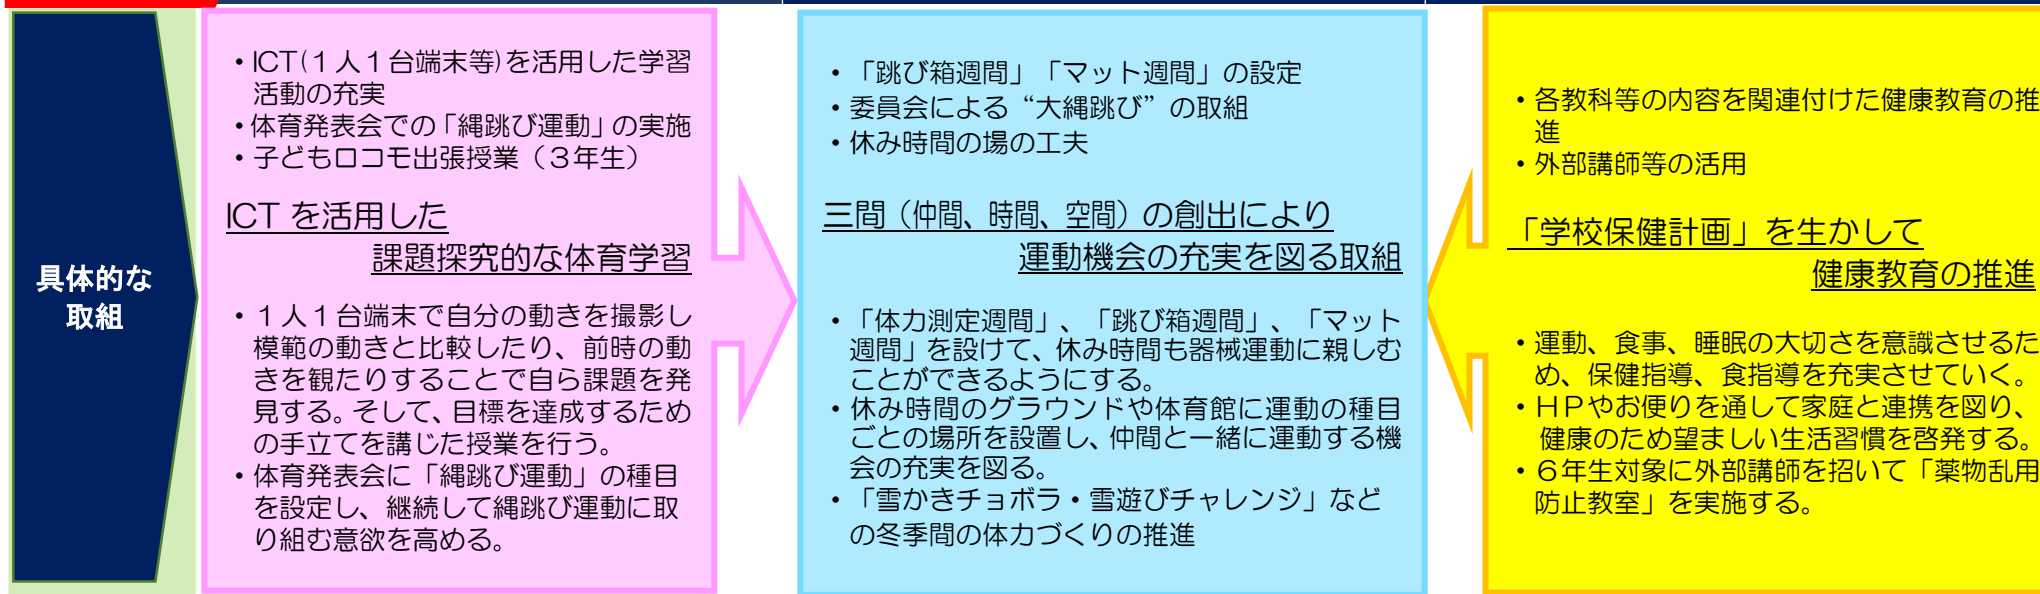 具体的な
取組
・ICT(１人１台端末等)を活用した学習
活動の充実
・体育発表会での「縄跳び運動」の実施
・子どもロコモ出張授業（３年生）
ICT を活用した
課題探究的な体育学習
・１人１台端末で自分の動きを撮影し
模範の動きと比較したり、前時の動
きを観たりすることで自ら課題を発
見する。そして、目標を達成するため
の手立てを講じた授業を行う。
・体育発表会に「縄跳び運動」の種目
を設定し、継続して縄跳び運動に取
り組む意欲を高める。
・「跳び箱週間」「マット週間」の設定
・委員会による“大縄跳び”の取組
・休み時間の場の工夫
三間（仲間、時間、空間）の創出により
運動機会の充実を図る取組
・「体力測定週間」、「跳び箱週間」、「マット
週間」を設けて、休み時間も器械運動に親しむ
ことができるようにする。
・休み時間のグラウンドや体育館に運動の種目
ごとの場所を設置し、仲間と一緒に運動する機
会の充実を図る。
・「雪かきチョボラ・雪遊びチャレンジ」など
の冬季間の体力づくりの推進
・各教科等の内容を関連付けた健康教育の推
進
・外部講師等の活用
「学校保健計画」を生かして
健康教育の推進
・運動、食事、睡眠の大切さを意識させるた
め、保健指導、食指導を充実させていく。
・ＨＰやお便りを通して家庭と連携を図り、
健康のため望ましい生活習慣を啓発する。
・６年生対象に外部講師を招いて「薬物乱用
防止教室」を実施する。